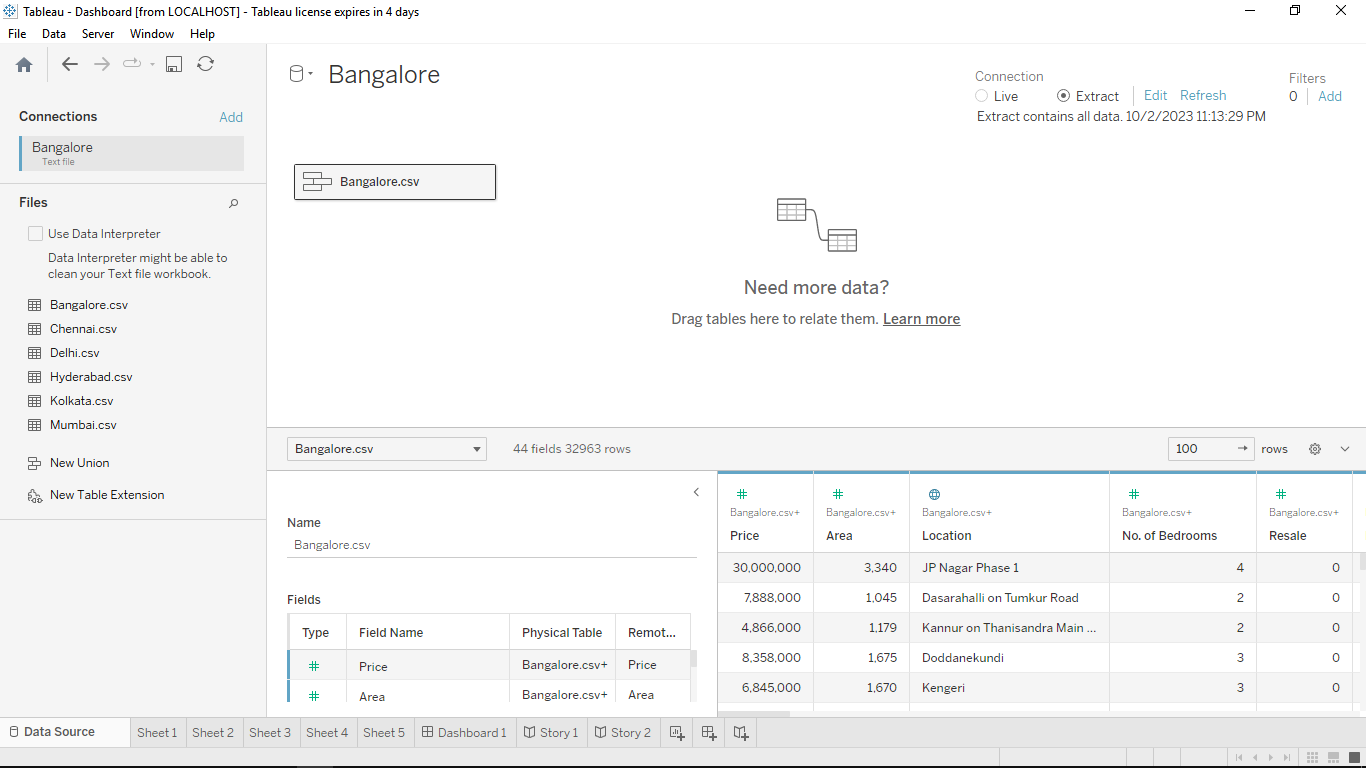 Tableau - Dashboard [from LOCALHOST] - Tableau license expires in 4 days
File Data Server Window Help
Connections Add
Bangalore
Text file
Files
Use Data Interpreter
Data Interpreter might be able to
clean your Text file workbook.
Bangalore.csv
Chennai.csv
Delhi.csv
Hyderabad.csv
Kolkata.csv
Mumbai.csv
New Union
New Table Extension
Bangalore
Connection
Live Extract Edit Refresh
Extract contains all data. 10/2/2023 11:13:29 PM
Filters
0 Add
Bangalore.csv
Need more data?
Drag tables here to relate them. Learn more
Bangalore.csv 44 fields 32963 rows 100 rows
Name
Bangalore.csv
Fields
Type Field Name Physical Table Remot...
Price Bangalore.csv+ Price
Area Bangalore.csv+ Area
Bangalore.csv+ Bangalore.csv+ Bangalore.csv+ Bangalore.csv+ Bangalore.csv+
Price Area Location No. of Bedrooms Resale
30,000,000 3,340 JP Nagar Phase 1 4 0
7,888,000 1,045 Dasarahalli on Tumkur Road 2 0
4,866,000 1,179 Kannur on Thanisandra Main ... 2 0
8,358,000 1,675 Doddanekundi 3 0
6,845,000 1,670 Kengeri 3 0
Data Source Sheet 1 Sheet 2 Sheet 3 Sheet 4 Sheet 5 Dashboard 1 Story 1 Story 2